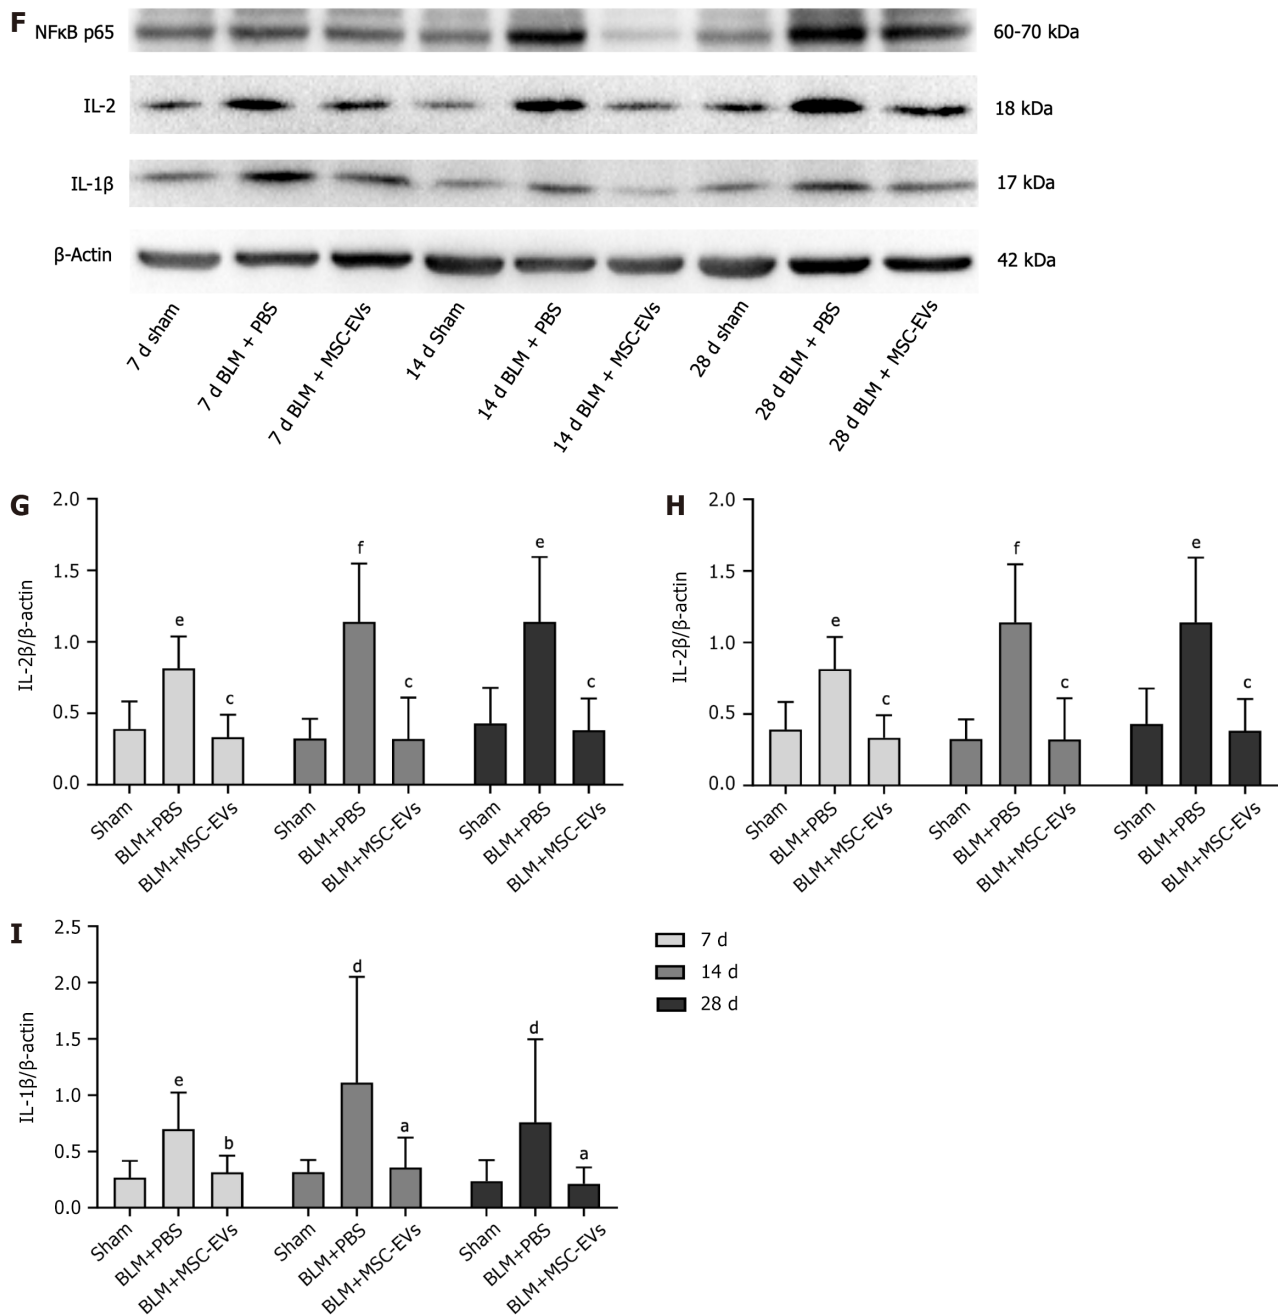 F
NFκB p65
60-70 kDa
IL-2
18 kDa
IL-1β
17 kDa
β-Actin
42 kDa
7 d sham
7 d BLM + PBS
7 d BLM + MSC-EVs
14 d Sham
14 d BLM + PBS
14 d BLM + MSC-EVs
28 d sham
28 d BLM + PBS
28 d BLM + MSC-EVs
G
IL-2β/β-actin
2.0
1.5
1.0
0.5
0.0
e
c
f
c
e
c
Sham
BLM+PBS
BLM+MSC-EVs
Sham
BLM+PBS
BLM+MSC-EVs
Sham
BLM+PBS
BLM+MSC-EVs
H
IL-2β/β-actin
2.0
1.5
1.0
0.5
0.0
e
c
f
c
e
c
Sham
BLM+PBS
BLM+MSC-EVs
Sham
BLM+PBS
BLM+MSC-EVs
Sham
BLM+PBS
BLM+MSC-EVs
I
IL-1β/β-actin
2.5
2.0
1.5
1.0
0.5
0.0
e
b
d
a
d
a
Sham
BLM+PBS
BLM+MSC-EVs
Sham
BLM+PBS
BLM+MSC-EVs
Sham
BLM+PBS
BLM+MSC-EVs
7 d
14 d
28 d